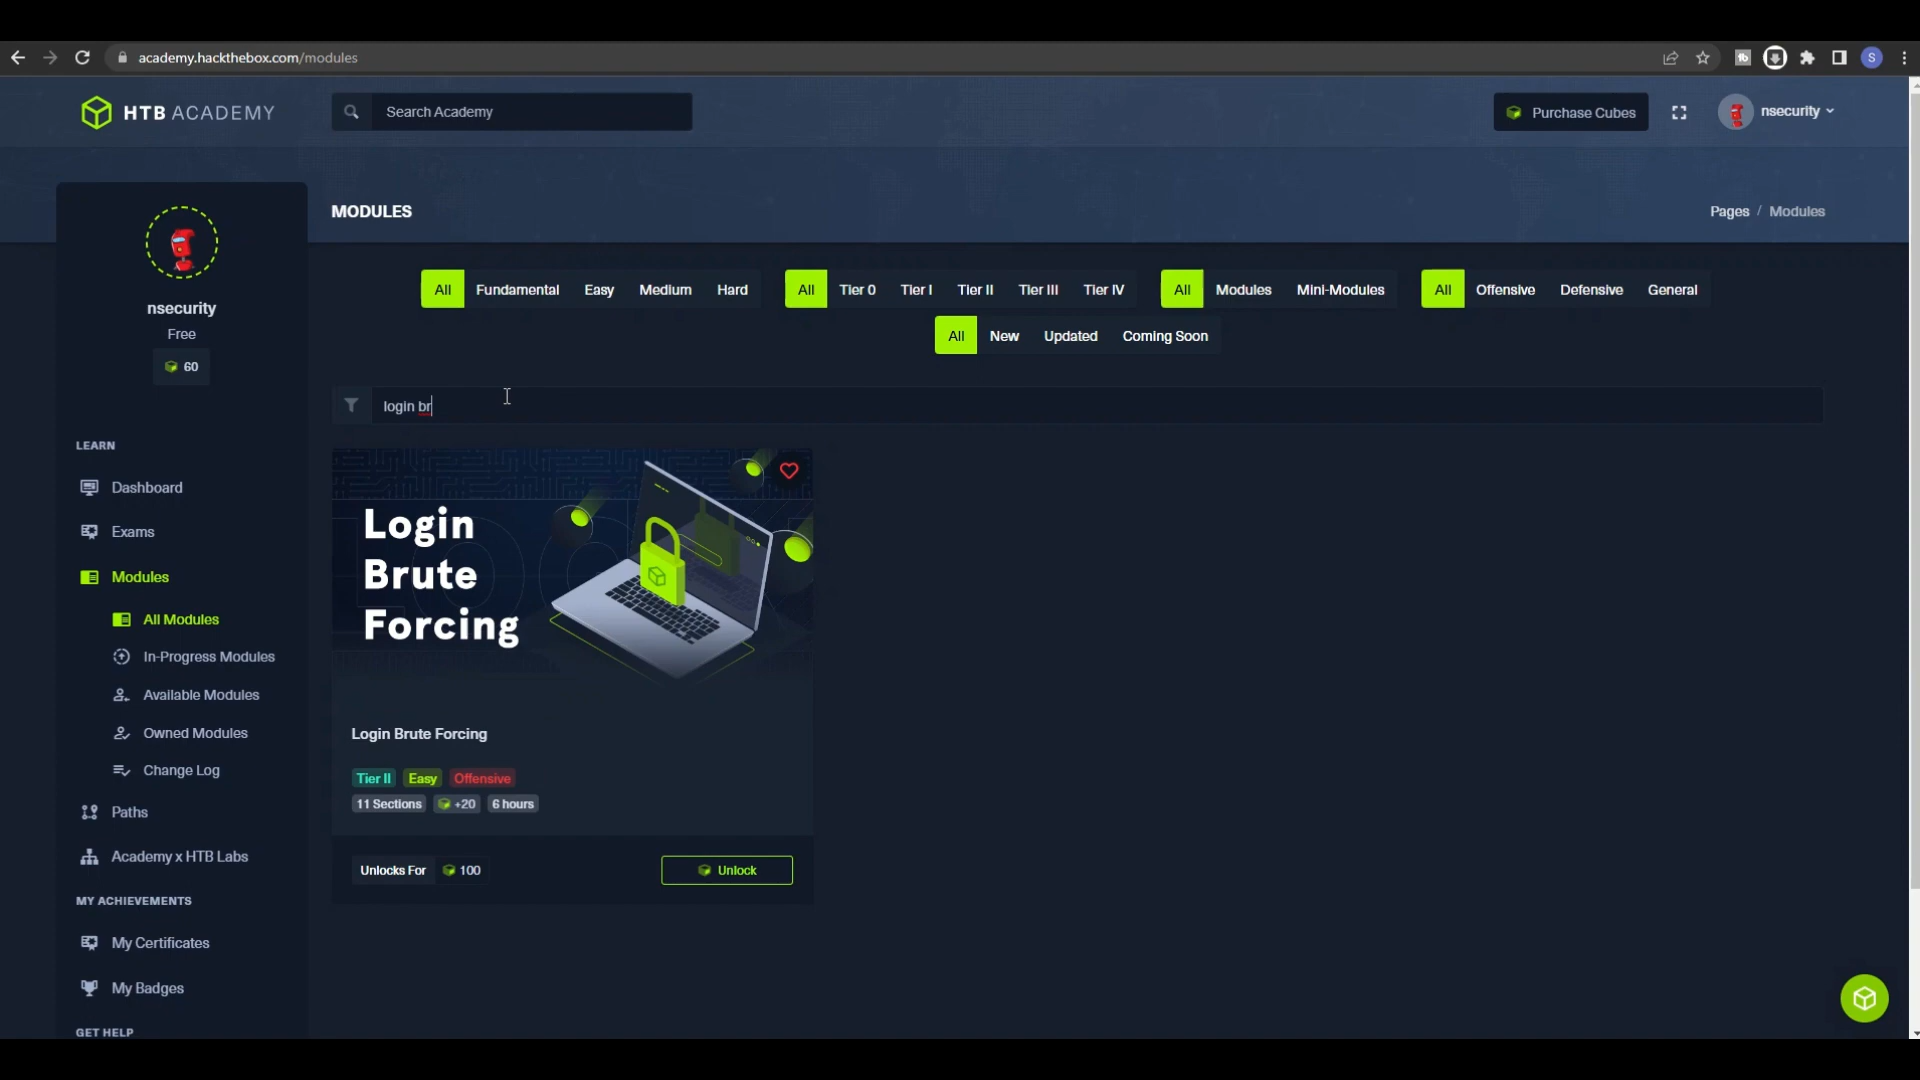 academy.hackthebox.com/modules
S
HTB ACADEMY
Search Academy
Purchase Cubes
nsecurity
MODULES
Pages / Modules
nsecurity
Free
60
All Fundamental Easy Medium Hard
All Tier 0 Tier I Tier II Tier III Tier IV
All Modules Mini-Modules
All Offensive Defensive General
All New Updated Coming Soon
login br
LEARN
Dashboard
Exams
Modules
All Modules
In-Progress Modules
Available Modules
Owned Modules
Change Log
Paths
Academy x HTB Labs
MY ACHIEVEMENTS
My Certificates
My Badges
GET HELP
Login
Brute
Forcing
Login Brute Forcing
Tier II Easy Offensive
11 Sections +20 6 hours
Unlocks For 100
Unlock